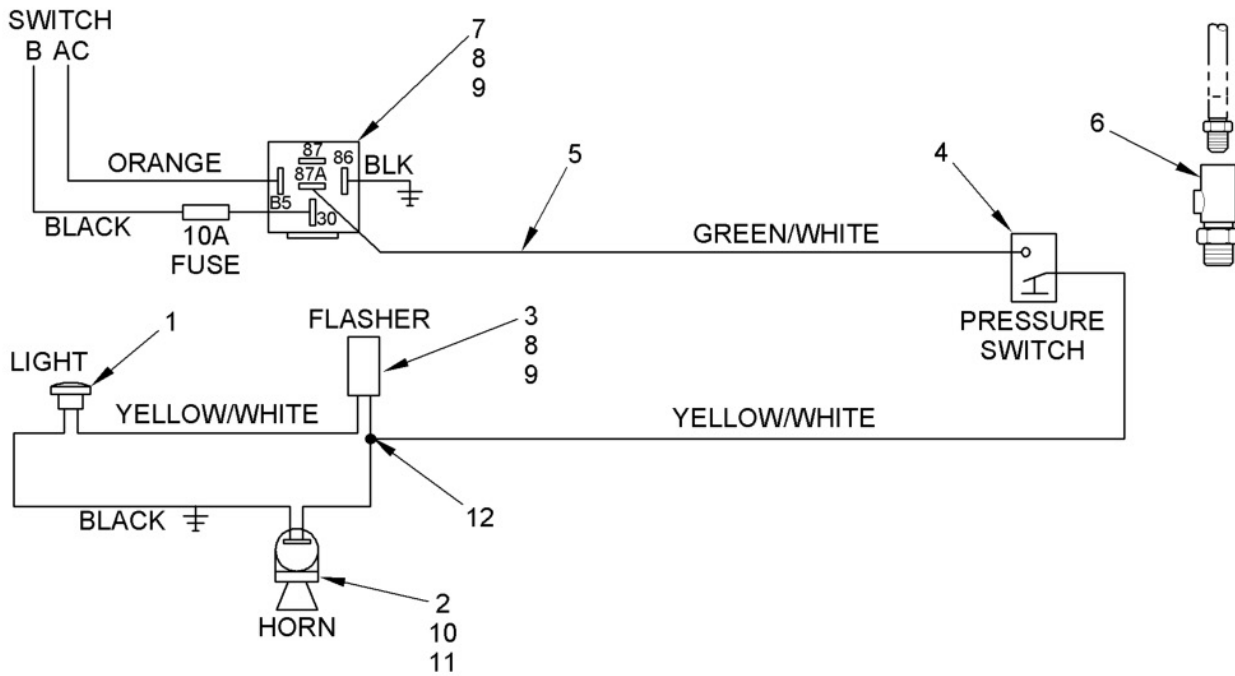 SWITCH
B AC
7
8
9
ORANGE
87
86
87A
BLK
B5
30
BLACK
10A
FUSE
5
GREEN/WHITE
4
6
PRESSURE
SWITCH
1
LIGHT
FLASHER
3
8
9
YELLOW/WHITE
YELLOW/WHITE
12
BLACK
HORN
2
10
11